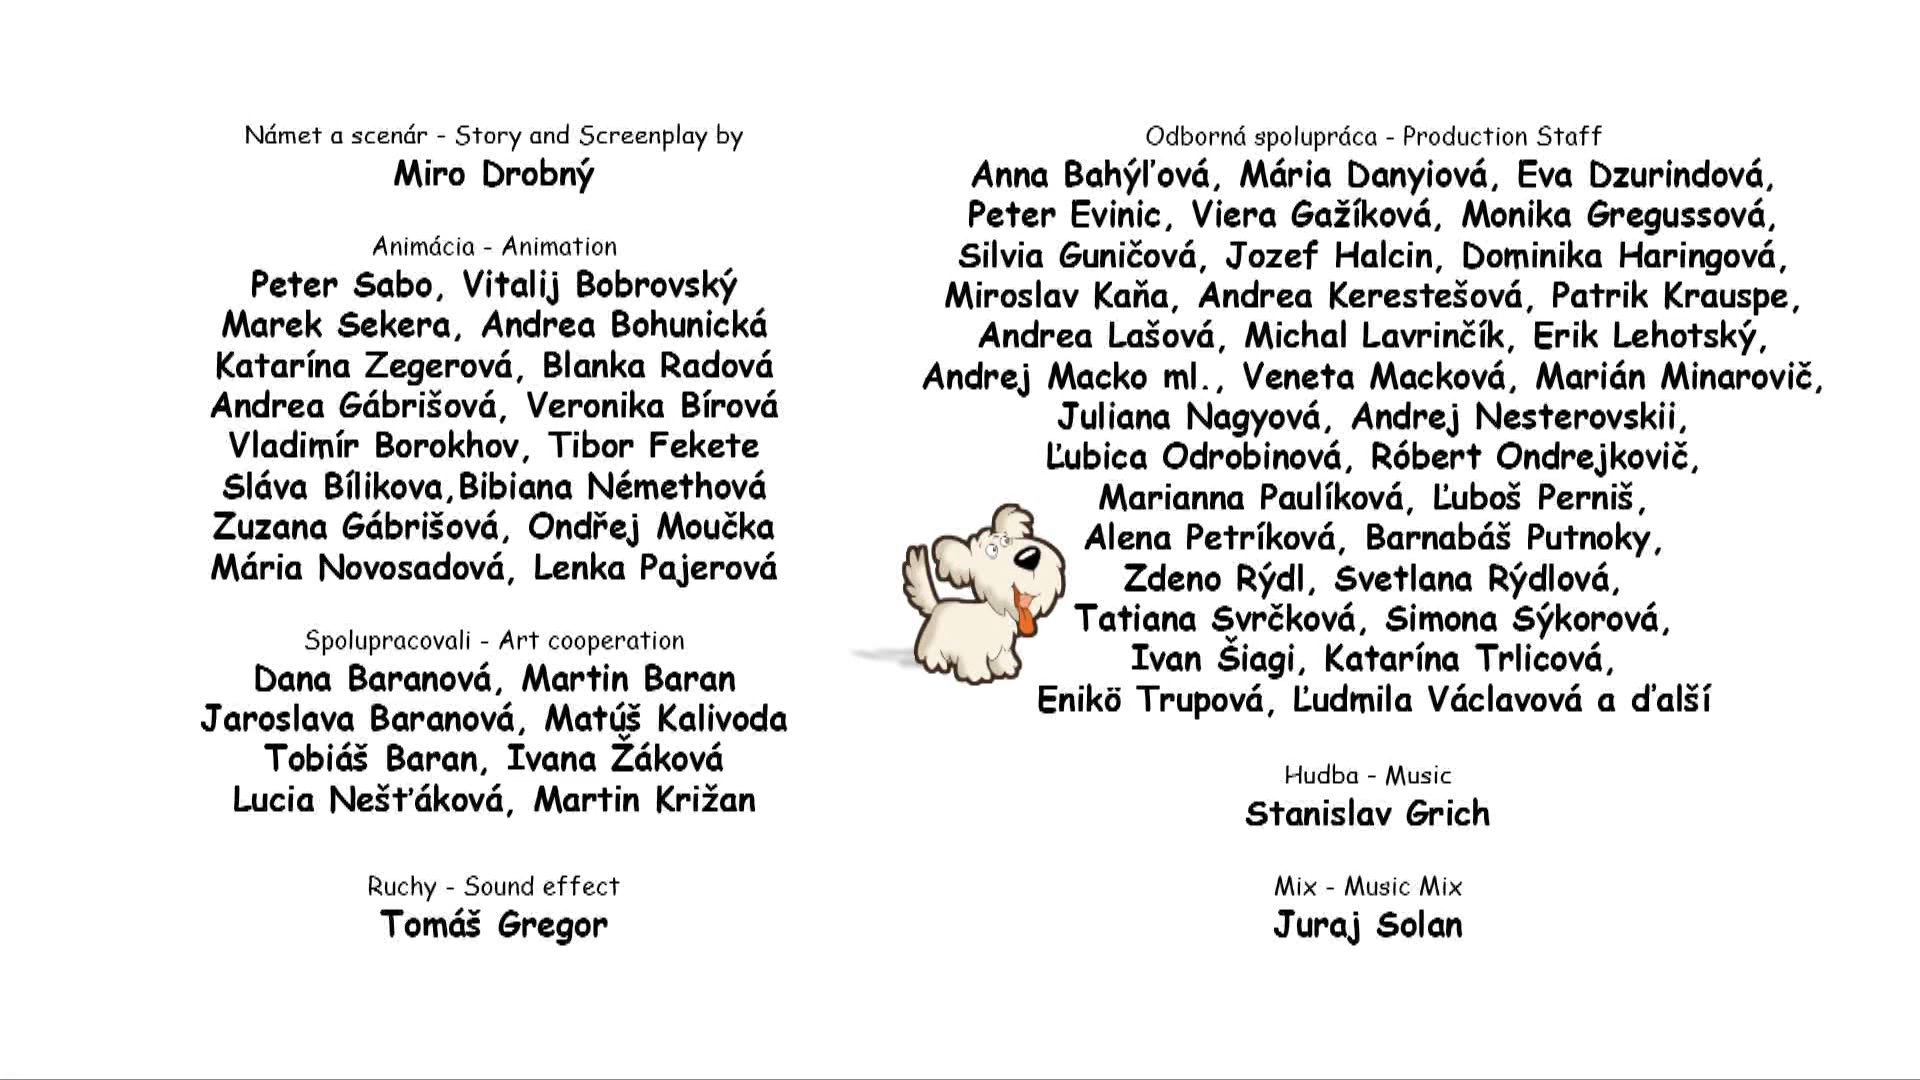 Námet a scenár - Story and Screenplay by
Miro Drobný
Animácia - Animation
Peter Sabo, Vitalij Bobrovský
Marek Sekera, Andrea Bohunická
Katarína Zegerová, Blanka Radová
Andrea Gábrišová, Veronika Bírová
Vladimír Borokhov, Tibor Fekete
Sláva Bílikova,Bibiana Némethová
Zuzana Gábrišová, Ondřej Moučka
Mária Novosadová, Lenka Pajerová
Spolupracovali - Art cooperation
Dana Baranová, Martin Baran
Jaroslava Baranová, Matúš Kalivoda
Tobiáš Baran, Ivana Žáková
Lucia Nešťáková, Martin Križan
Ruchy - Sound effect
Tomáš Gregor
Odborná spolupráca - Production Staff
Anna Bahýľová, Mária Danyiová, Eva Dzurindová,
Peter Evinic, Viera Gažíková, Monika Gregussová,
Silvia Guničová, Jozef Halcin, Dominika Haringová,
Miroslav Kaňa, Andrea Kerestešová, Patrik Krauspe,
Andrea Lašová, Michal Lavrinčík, Erik Lehotský,
Andrej Macko ml., Veneta Macková, Marián Minarovič,
Juliana Nagyová, Andrej Nesterovskii,
Ľubica Odrobinová, Róbert Ondrejkovič,
Marianna Paulíková, Ľuboš Perniš,
Alena Petríková, Barnabáš Putnoky,
Zdeno Rýdl, Svetlana Rýdlová,
Tatiana Svrčková, Simona Sýkorová,
Ivan Šiagi, Katarína Trlicová,
Enikö Trupová, Ľudmila Václavová a ďalší
Hudba - Music
Stanislav Grich
Mix - Music Mix
Juraj Solan